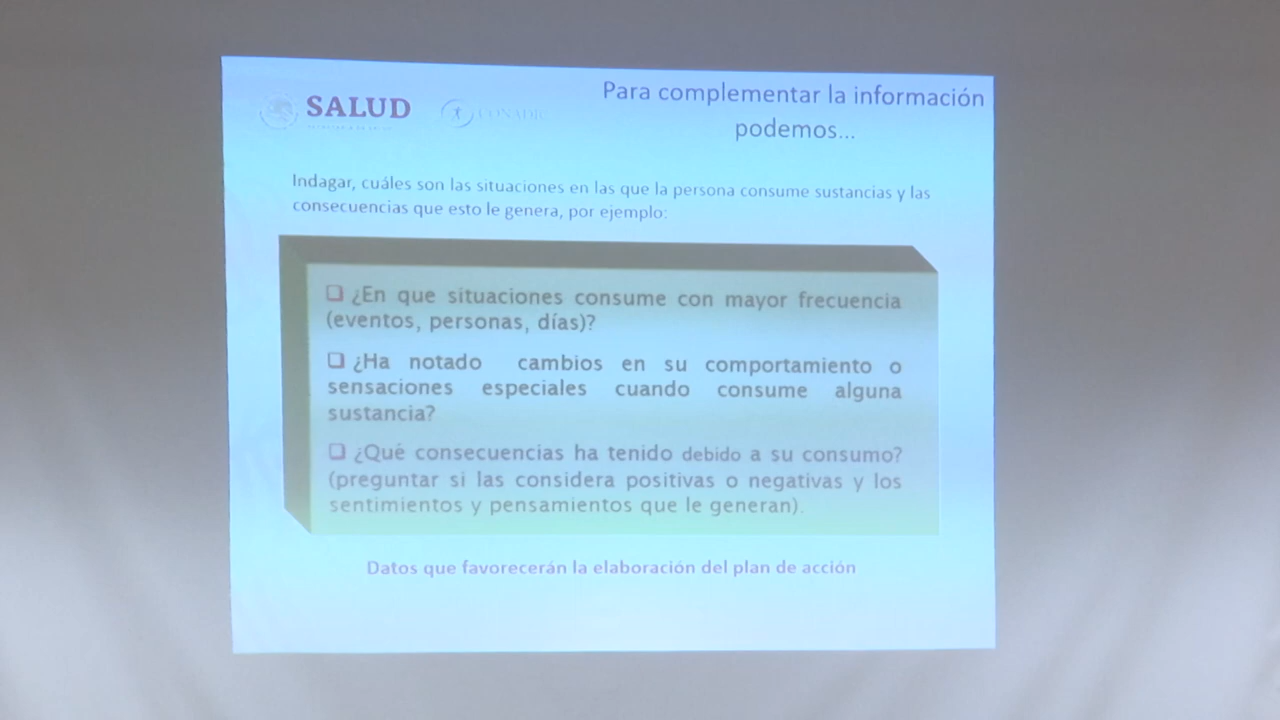 SALUD
CONADIC
Para complementar la información
podemos...
Indagar, cuáles son las situaciones en las que la persona consume sustancias y las
consecuencias que esto le genera, por ejemplo:
❑ ¿En que situaciones consume con mayor frecuencia
(eventos, personas, días)?
❑ ¿Ha notado cambios en su comportamiento o
sensaciones especiales cuando consume alguna
sustancia?
❑ ¿Qué consecuencias ha tenido debido a su consumo?
(preguntar si las considera positivas o negativas y los
sentimientos y pensamientos que le generan).
Datos que favorecerán la elaboración del plan de acción